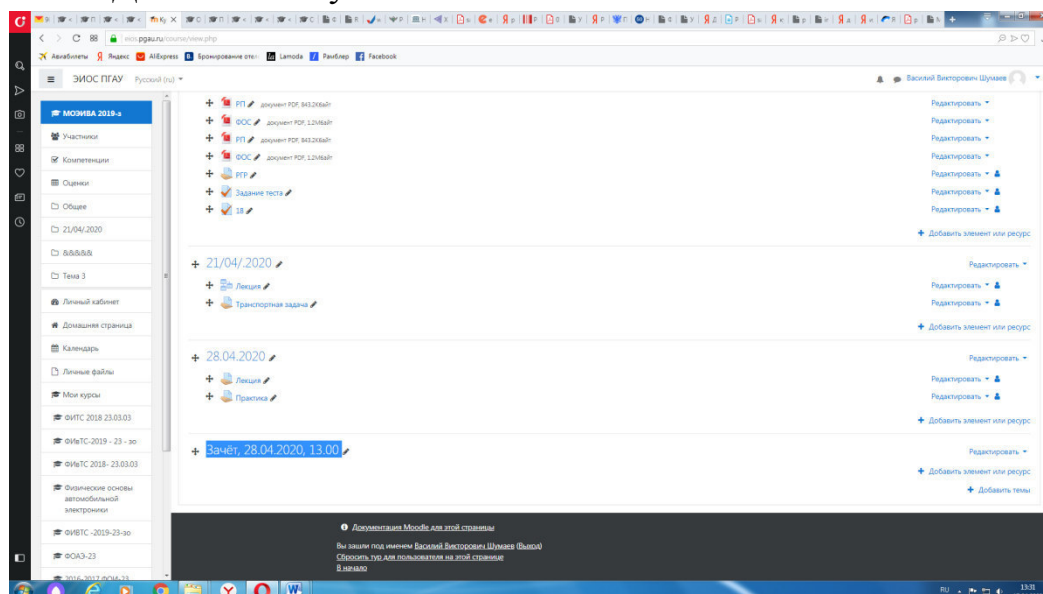 eios.pgau.ru/course/view.php
Авиабилеты Яндекс AliExpress Бронирование отел Lamoda Рамблер Facebook
ЭИОС ПГАУ Русский (ru)
Василий Викторович Шумаев
МОЭИВА 2019-з
Участники
Компетенции
Оценки
Общее
21/04/.2020
&&&&&
Тема 3
Личный кабинет
Домашняя страница
Календарь
Личные файлы
Мои курсы
ФИТС 2018 23.03.03
ФИвТС-2019 - 23 - зо
ФИвТС 2018- 23.03.03
Физические основы
автомобильной
электроники
ФИВТС -2019-23-зо
ФОАЭ-23
РП документ PDF, 843.2Кбайт Редактировать
ФОС документ PDF, 1.2Мбайт Редактировать
РП документ PDF, 843.2Кбайт Редактировать
ФОС документ PDF, 1.2Мбайт Редактировать
РГР Редактировать
Задание теста Редактировать
18 Редактировать
Добавить элемент или ресурс
21/04/.2020 Редактировать
Лекция Редактировать
Транспортная задача Редактировать
Добавить элемент или ресурс
28.04.2020 Редактировать
Лекция Редактировать
Практика Редактировать
Добавить элемент или ресурс
Зачёт, 28.04.2020, 13.00 Редактировать
Добавить элемент или ресурс
Добавить темы
Документация Moodle для этой страницы
Вы зашли под именем Василий Викторович Шумаев (Выход)
Сбросить тур для пользователя на этой странице
В начало
RU 13:31